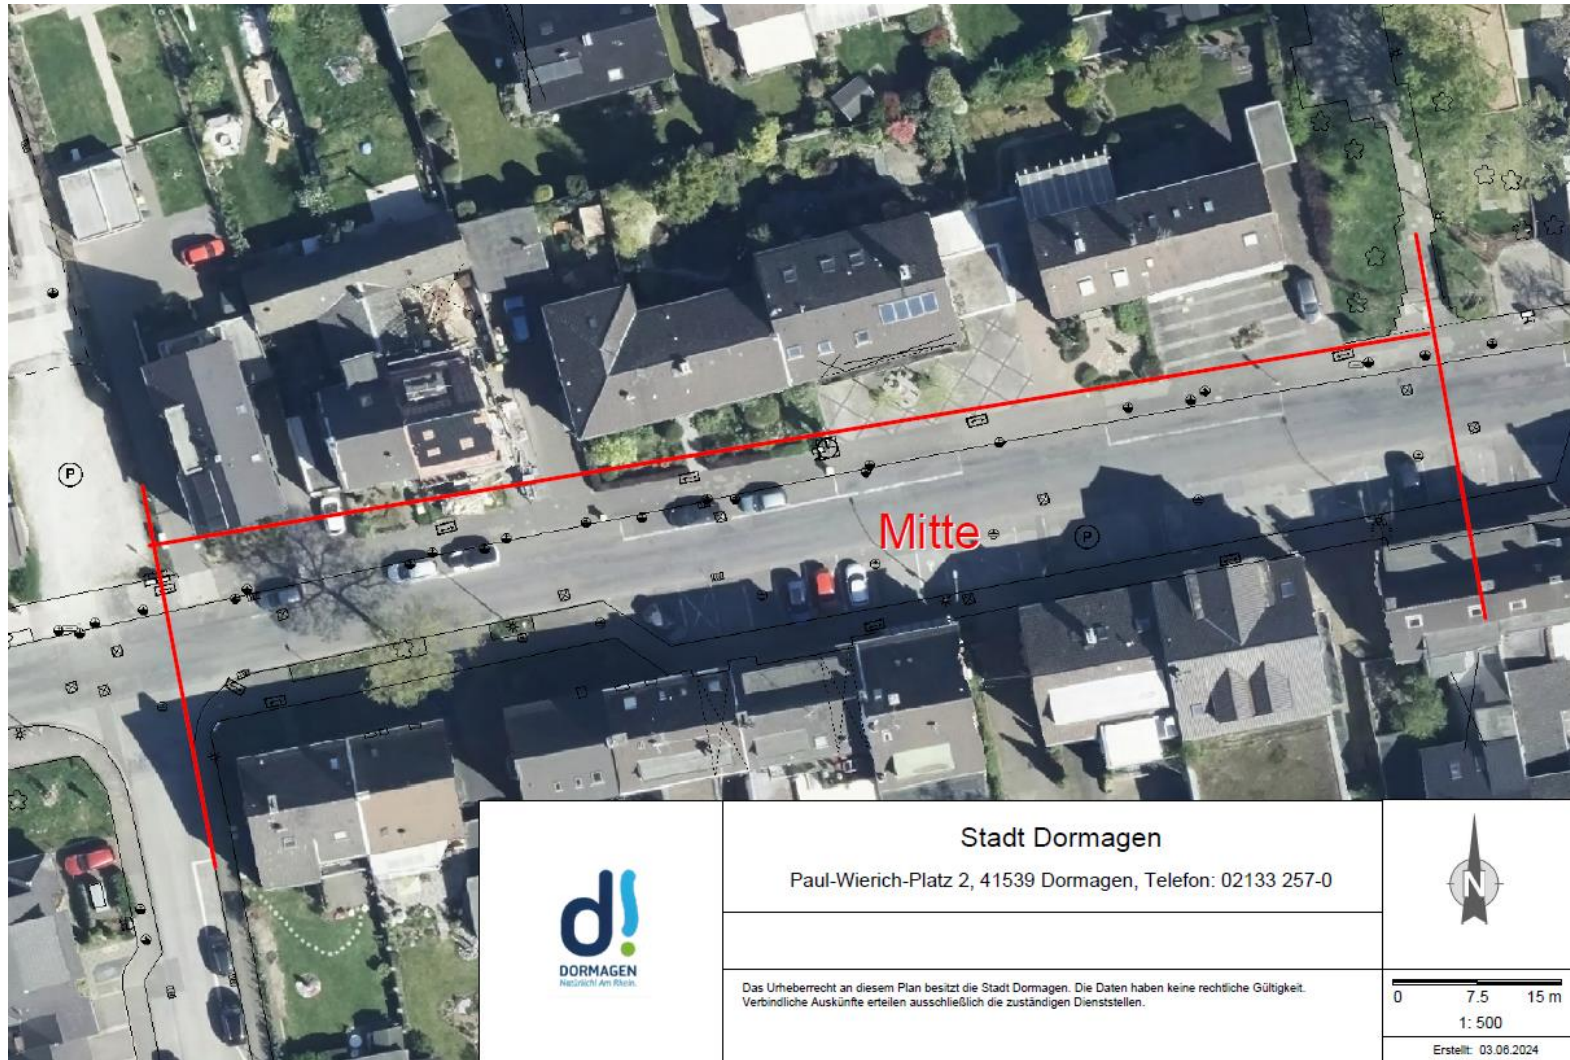 P
Mitte
P
d!
DORMAGEN
Natürlich! Am Rhein.
Stadt Dormagen
Paul-Wierich-Platz 2, 41539 Dormagen, Telefon: 02133 257-0
Das Urheberrecht an diesem Plan besitzt die Stadt Dormagen. Die Daten haben keine rechtliche Gültigkeit.
Verbindliche Auskünfte erteilen ausschließlich die zuständigen Dienststellen.
N
0 7.5 15 m
1: 500
Erstellt: 03.06.2024